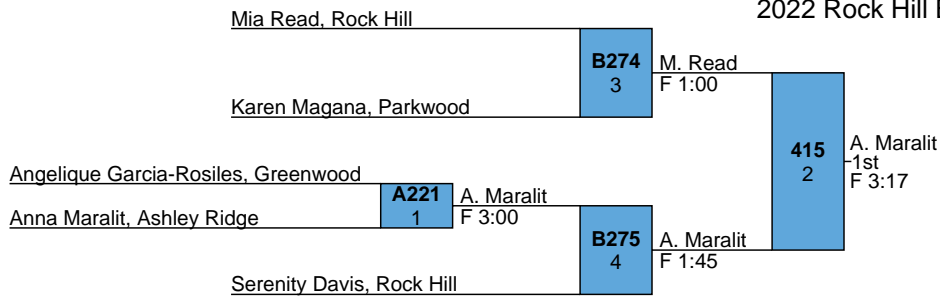 2022 Rock Hill
Mia Read, Rock Hill
B274
3
M. Read
F 1:00
Karen Magana, Parkwood
415
2
A. Maralit
1st
F 3:17
Angelique Garcia-Rosiles, Greenwood
A221
1
A. Maralit
F 3:00
Anna Maralit, Ashley Ridge
B275
4
A. Maralit
F 1:45
Serenity Davis, Rock Hill